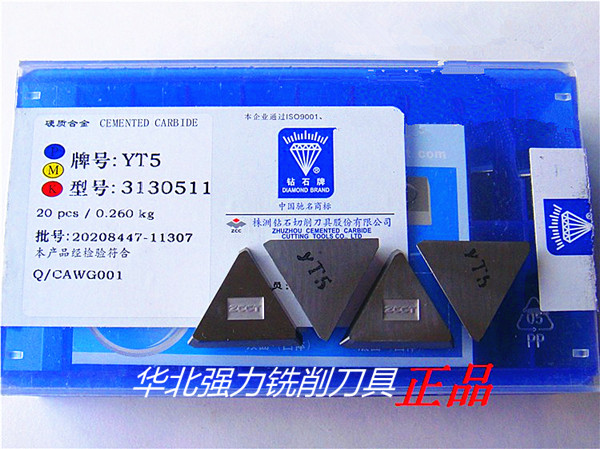 硬质合金 CEMENTED CARBIDE
P
M
K
牌号:YT5
型号:3130511
20 pcs / 0.260 kg
批号:20208447-11307
本产品经检验符合
Q/CAWG001
本企业通过ISO9001.
钻石牌
DIAMOND BRAND
中国驰名商标
ZCC
株洲钻石切削刀具股份有限公司
ZHUZHOU CEMENTED CARBIDE
CUTTING TOOLS CO., LTD.
5
.com
ZCCT
YT5
ZCCT
YT5
05
PP
华北强力铣削刀具 正品